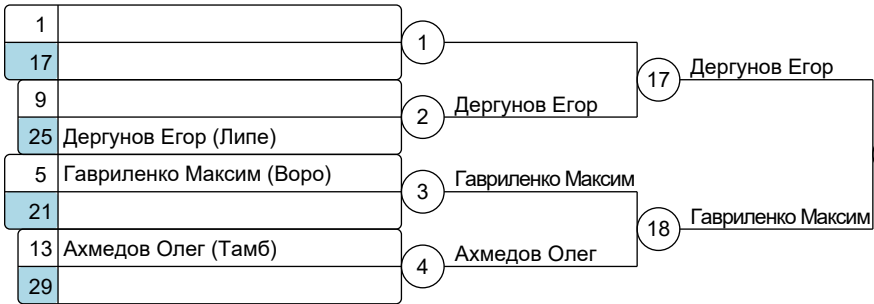 1
17
1
9
25 Дергунов Егор (Липе)
2
Дергунов Егор
17
Дергунов Егор
5 Гавриленко Максим (Воро)
21
3
Гавриленко Максим
13 Ахмедов Олег (Тамб)
29
4
Ахмедов Олег
18
Гавриленко Максим